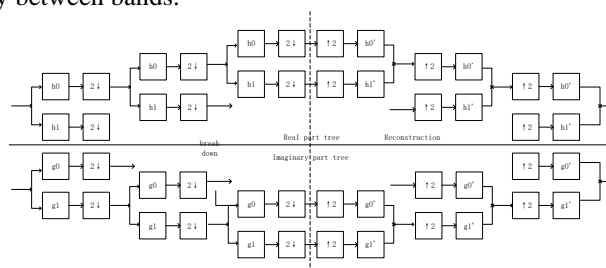 y between bands.
h0 2↓ ↑2 h0'
h0 2↓ ↑2 h0'
h0 2↓ h1 2↓ ↑2 h1' ↑2 h0'
h1 2↓ ↑2 h1'
h1 2↓ ↑2 h1'
break down Real part tree Reconstruction
Imaginary part tree
g0 2↓ ↑2 g0'
g0 2↓ ↑2 g0'
g1 2↓ g0 2↓ ↑2 g0' ↑2 g1'
g1 2↓ ↑2 g1'
g1 2↓ ↑2 g1'